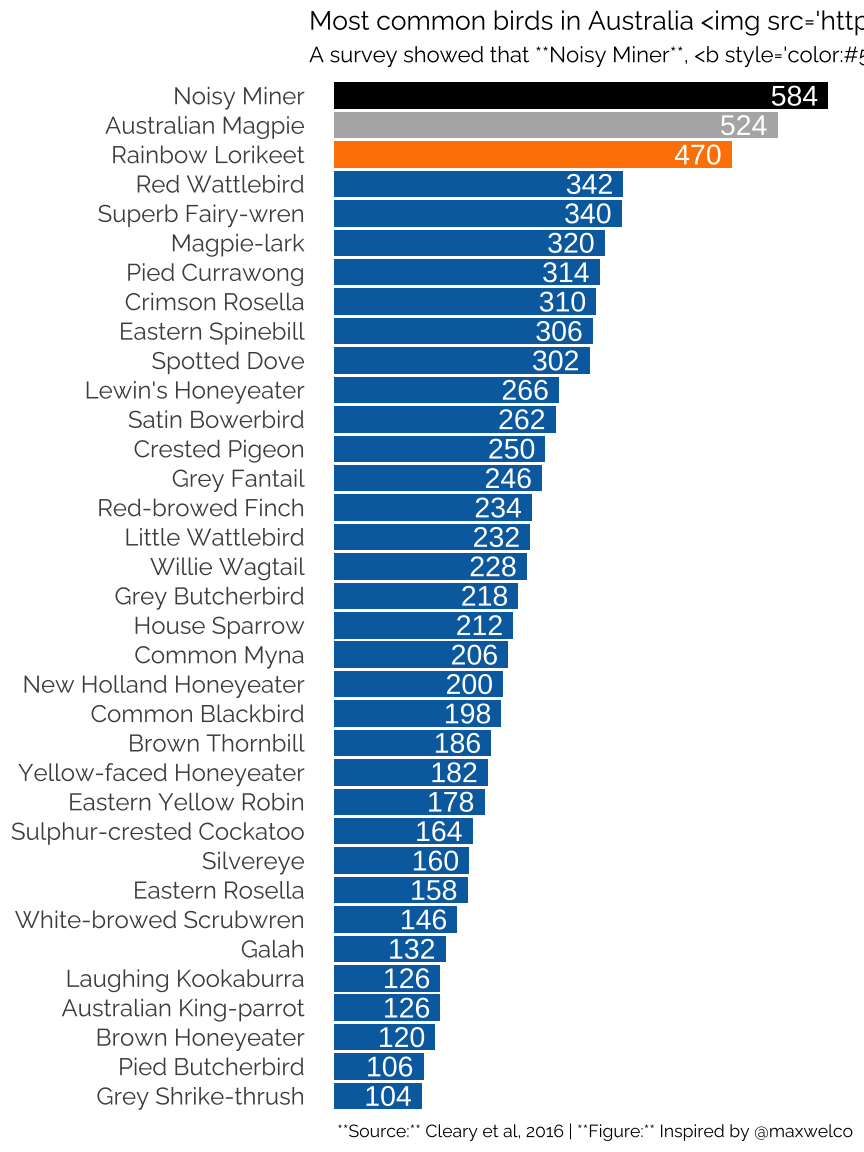 Most common birds in Australia <img src='http
A survey showed that **Noisy Miner**, <b style='color:#5
Noisy Miner 584
Australian Magpie 524
Rainbow Lorikeet 470
Red Wattlebird 342
Superb Fairy-wren 340
Magpie-lark 320
Pied Currawong 314
Crimson Rosella 310
Eastern Spinebill 306
Spotted Dove 302
Lewin's Honeyeater 266
Satin Bowerbird 262
Crested Pigeon 250
Grey Fantail 246
Red-browed Finch 234
Little Wattlebird 232
Willie Wagtail 228
Grey Butcherbird 218
House Sparrow 212
Common Myna 206
New Holland Honeyeater 200
Common Blackbird 198
Brown Thornbill 186
Yellow-faced Honeyeater 182
Eastern Yellow Robin 178
Sulphur-crested Cockatoo 164
Silvereye 160
Eastern Rosella 158
White-browed Scrubwren 146
Galah 132
Laughing Kookaburra 126
Australian King-parrot 126
Brown Honeyeater 120
Pied Butcherbird 106
Grey Shrike-thrush 104
**Source:** Cleary et al, 2016 | **Figure:** Inspired by @maxwelco